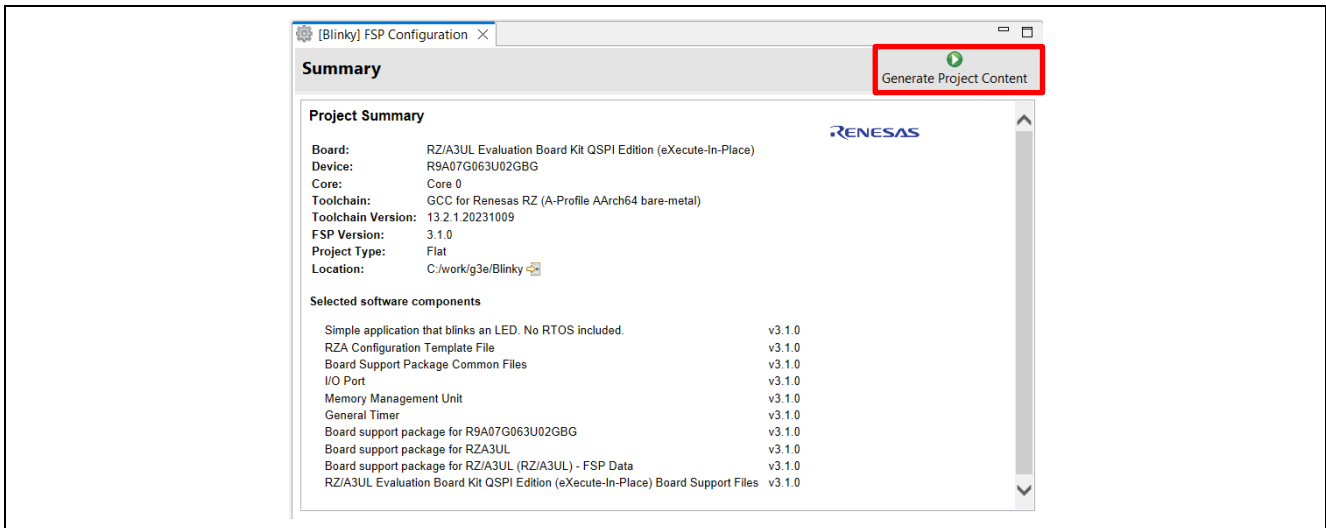 [Blinky] FSP Configuration
Summary
Generate Project Content
Project Summary
RENESAS
Board: RZ/A3UL Evaluation Board Kit QSPI Edition (eXecute-In-Place)
Device: R9A07G063U02GBG
Core: Core 0
Toolchain: GCC for Renesas RZ (A-Profile AArch64 bare-metal)
Toolchain Version: 13.2.1.20231009
FSP Version: 3.1.0
Project Type: Flat
Location: C:/work/g3e/Blinky
Selected software components
Simple application that blinks an LED. No RTOS included. v3.1.0
RZA Configuration Template File v3.1.0
Board Support Package Common Files v3.1.0
I/O Port v3.1.0
Memory Management Unit v3.1.0
General Timer v3.1.0
Board support package for R9A07G063U02GBG v3.1.0
Board support package for RZA3UL v3.1.0
Board support package for RZ/A3UL (RZ/A3UL) - FSP Data v3.1.0
RZ/A3UL Evaluation Board Kit QSPI Edition (eXecute-In-Place) Board Support Files v3.1.0